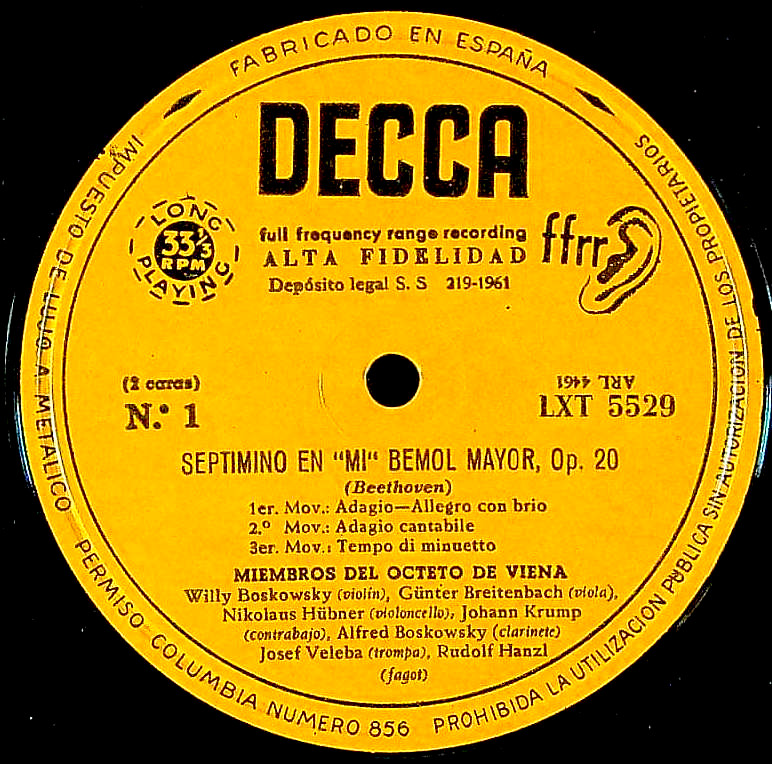 FABRICADO EN ESPAÑA
DECCA
LONG
33 1/3
RPM
PLAYING
full frequency range recording
ALTA FIDELIDAD
Depósito legal S. S 219-1961
ffrr
(2 caras)
N.º 1
ARL 4461
LXT 5529
SEPTIMINO EN "MI" BEMOL MAYOR, Op. 20
(Beethoven)
1er. Mov.: Adagio—Allegro con brio
2.º Mov.: Adagio cantabile
3er. Mov.: Tempo di minuetto
MIEMBROS DEL OCTETO DE VIENA
Willy Boskowsky (violín), Günter Breitenbach (viola),
Nikolaus Hübner (violoncello), Johann Krump
(contrabajo), Alfred Boskowsky (clarinete)
Josef Veleba (trompa), Rudolf Hanzl
(fagot)
IMPUESTO DE LUJO A METALICO PERMISO COLUMBIA NUMERO 856 PROHIBIDA LA UTILIZACION PUBLICA SIN AUTORIZACION DE LOS PROPIETARIOS